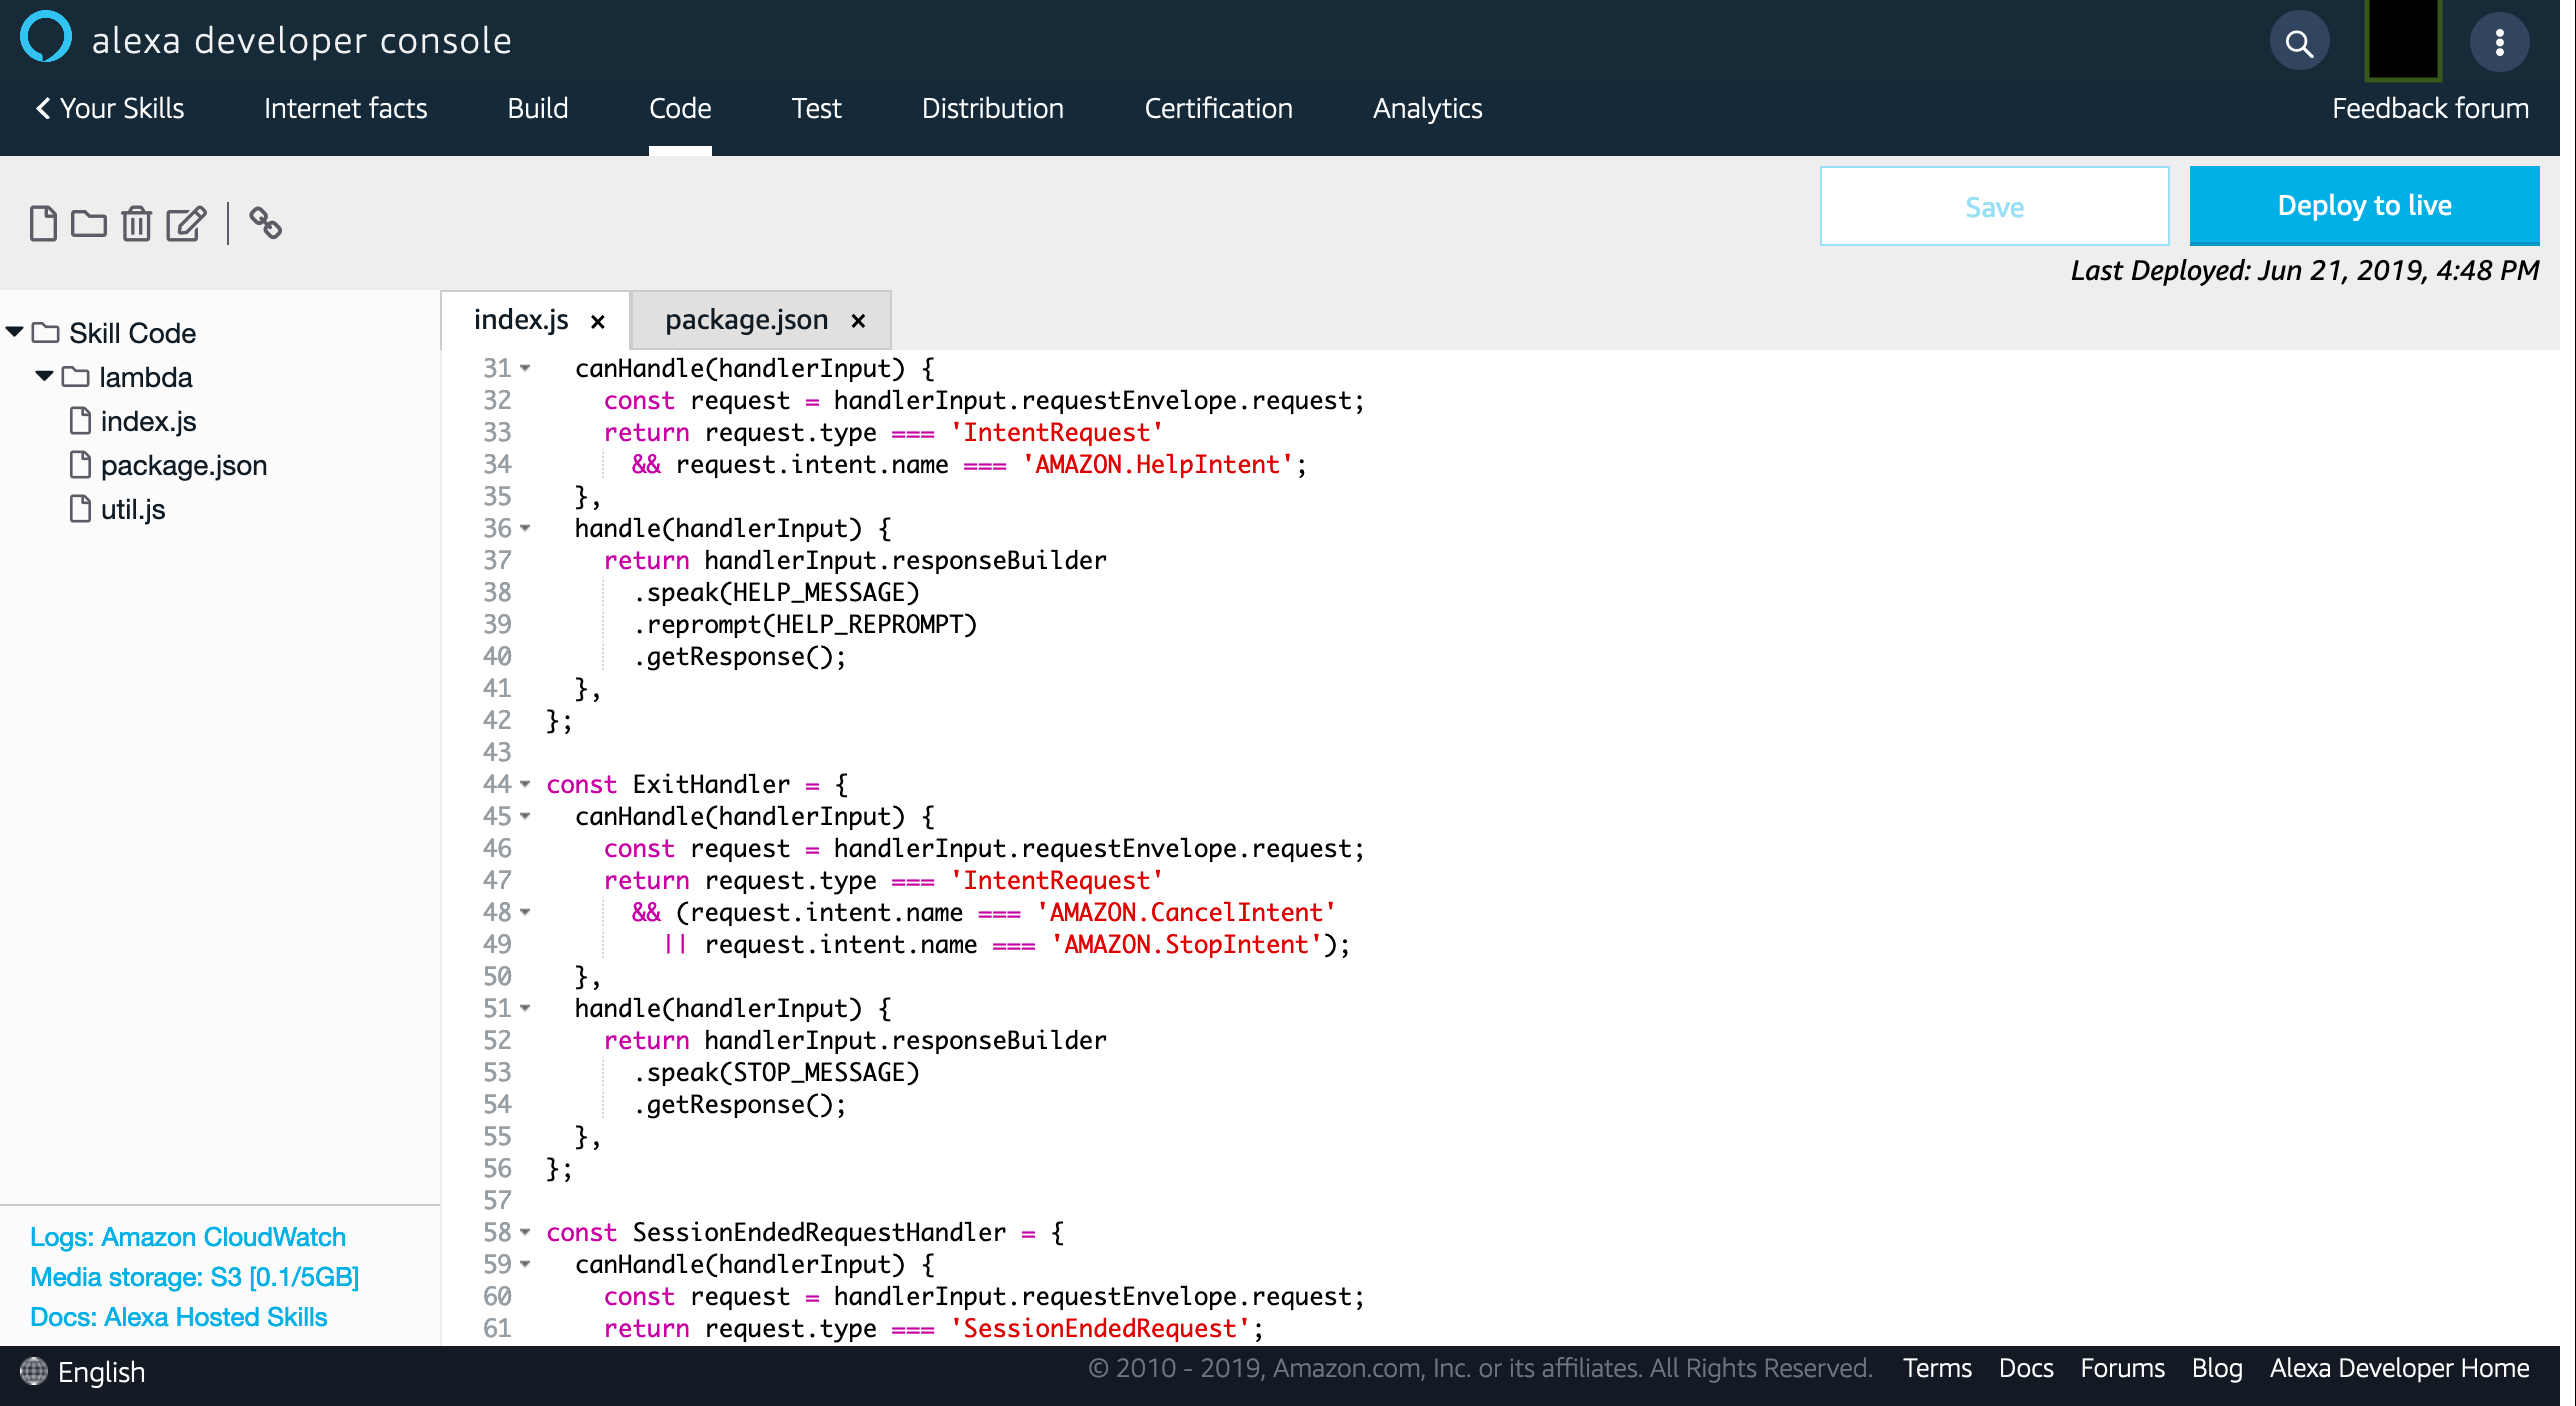 alexa developer console
Your Skills Internet facts Build Code Test Distribution Certification Analytics Feedback forum
Save Deploy to live
Last Deployed: Jun 21, 2019, 4:48 PM
Skill Code
lambda
index.js
package.json
util.js
Logs: Amazon CloudWatch
Media storage: S3 [0.1/5GB]
Docs: Alexa Hosted Skills
index.js × package.json ×
31 canHandle(handlerInput) {
32 const request = handlerInput.requestEnvelope.request;
33 return request.type === 'IntentRequest'
34 && request.intent.name === 'AMAZON.HelpIntent';
35 },
36 handle(handlerInput) {
37 return handlerInput.responseBuilder
38 .speak(HELP_MESSAGE)
39 .reprompt(HELP_REPROMPT)
40 .getResponse();
41 },
42 };
43
44 const ExitHandler = {
45 canHandle(handlerInput) {
46 const request = handlerInput.requestEnvelope.request;
47 return request.type === 'IntentRequest'
48 && (request.intent.name === 'AMAZON.CancelIntent'
49 || request.intent.name === 'AMAZON.StopIntent');
50 },
51 handle(handlerInput) {
52 return handlerInput.responseBuilder
53 .speak(STOP_MESSAGE)
54 .getResponse();
55 },
56 };
57
58 const SessionEndedRequestHandler = {
59 canHandle(handlerInput) {
60 const request = handlerInput.requestEnvelope.request;
61 return request.type === 'SessionEndedRequest';
English © 2010 - 2019, Amazon.com, Inc. or its affiliates. All Rights Reserved. Terms Docs Forums Blog Alexa Developer Home